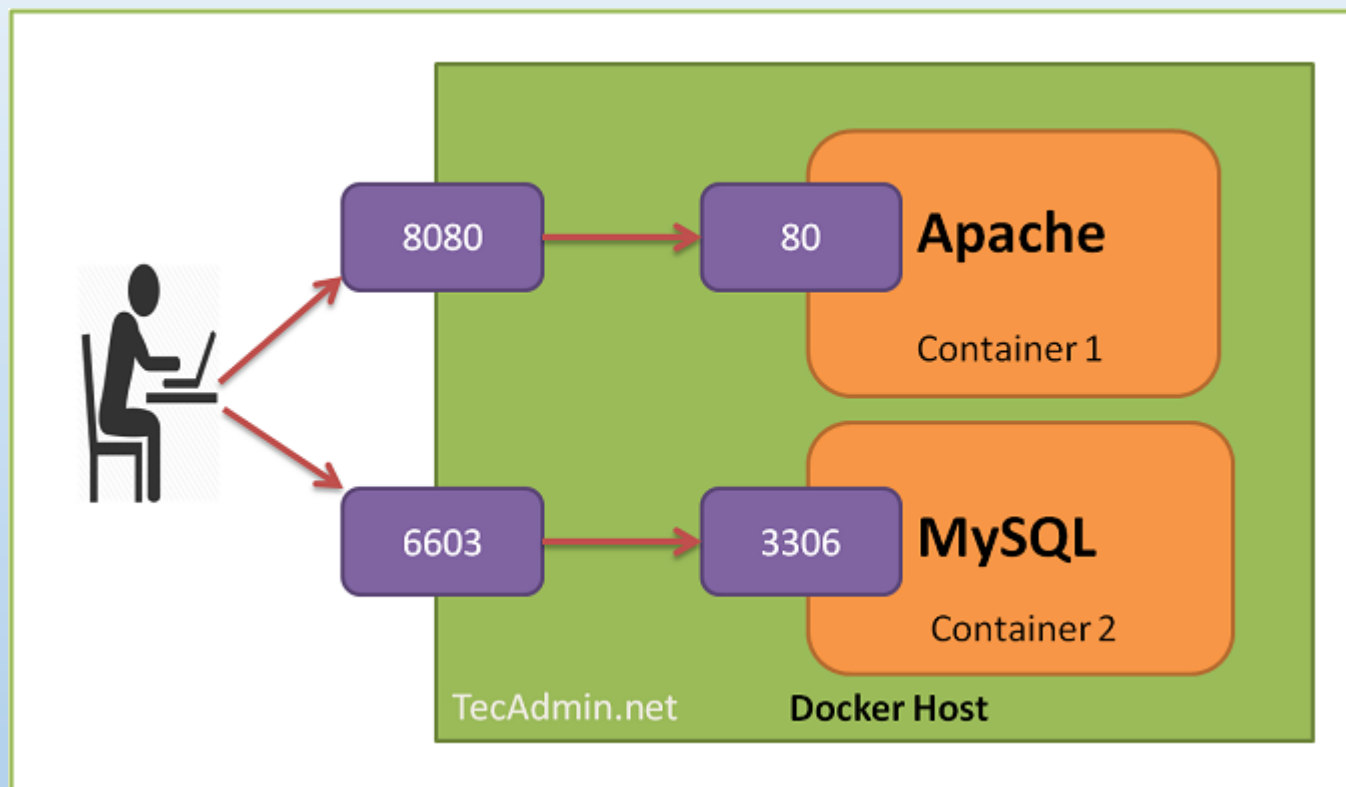 8080
80
Apache
Container 1
6603
3306
MySQL
Container 2
TecAdmin.net
Docker Host